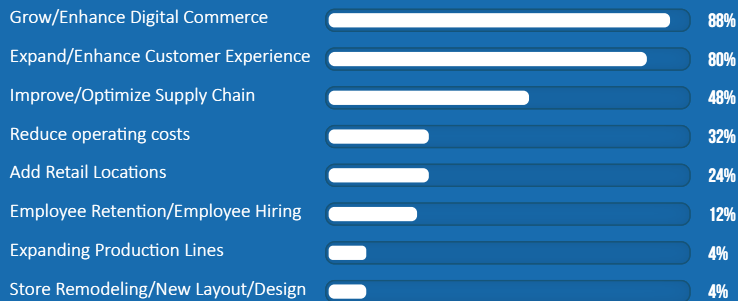 Grow/Enhance Digital Commerce 88%
Expand/Enhance Customer Experience 80%
Improve/Optimize Supply Chain 48%
Reduce operating costs 32%
Add Retail Locations 24%
Employee Retention/Employee Hiring 12%
Expanding Production Lines 4%
Store Remodeling/New Layout/Design 4%